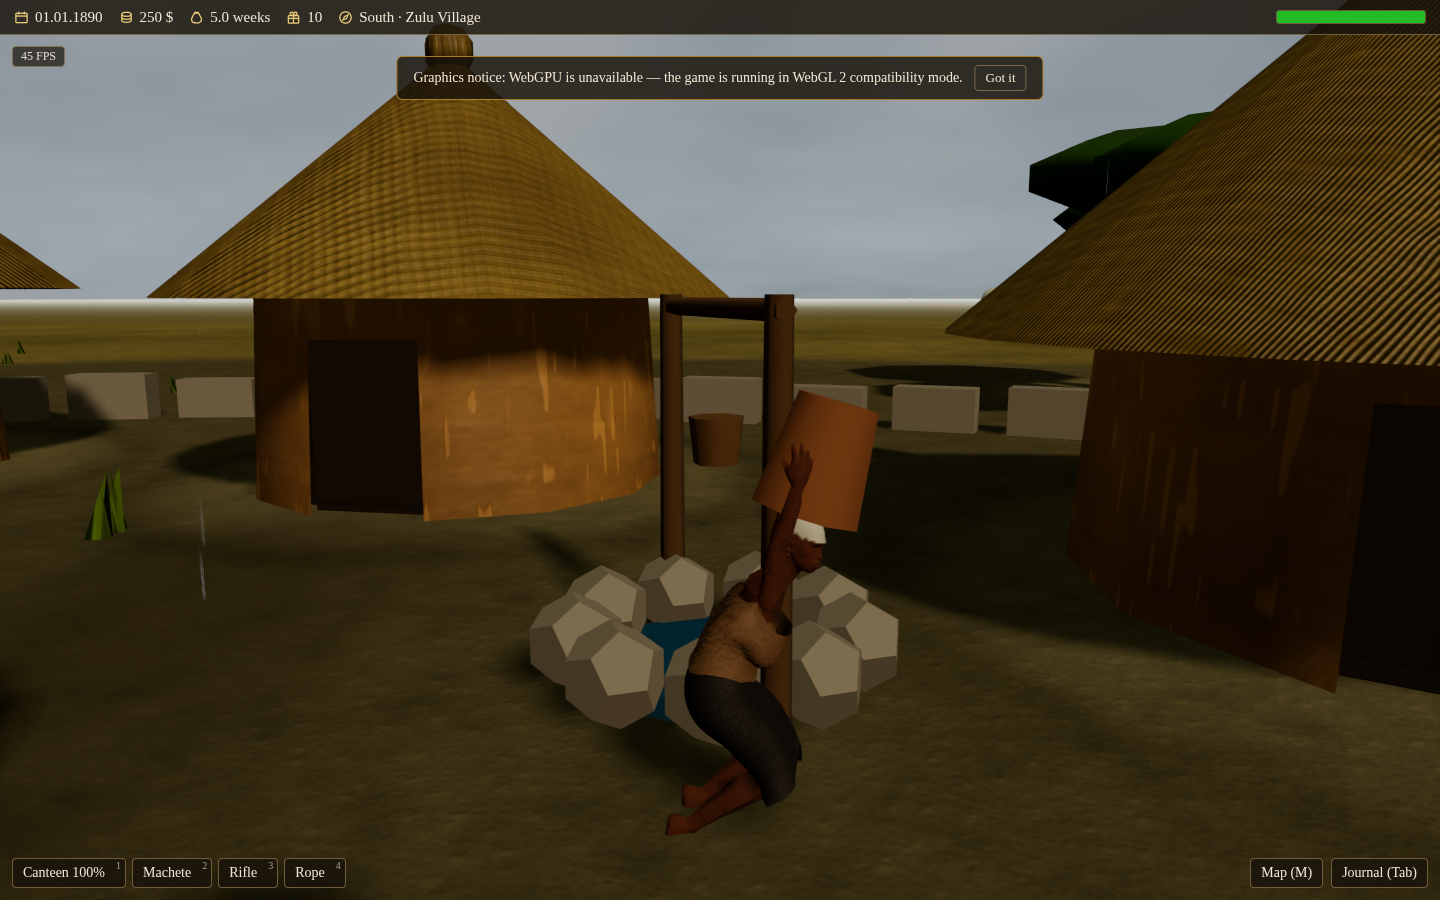 01.01.1890 250 $ 5.0 weeks 10 South · Zulu Village
45 FPS
Graphics notice: WebGPU is unavailable — the game is running in WebGL 2 compatibility mode. Got it
Canteen 100% 1 Machete 2 Rifle 3 Rope 4 Map (M) Journal (Tab)